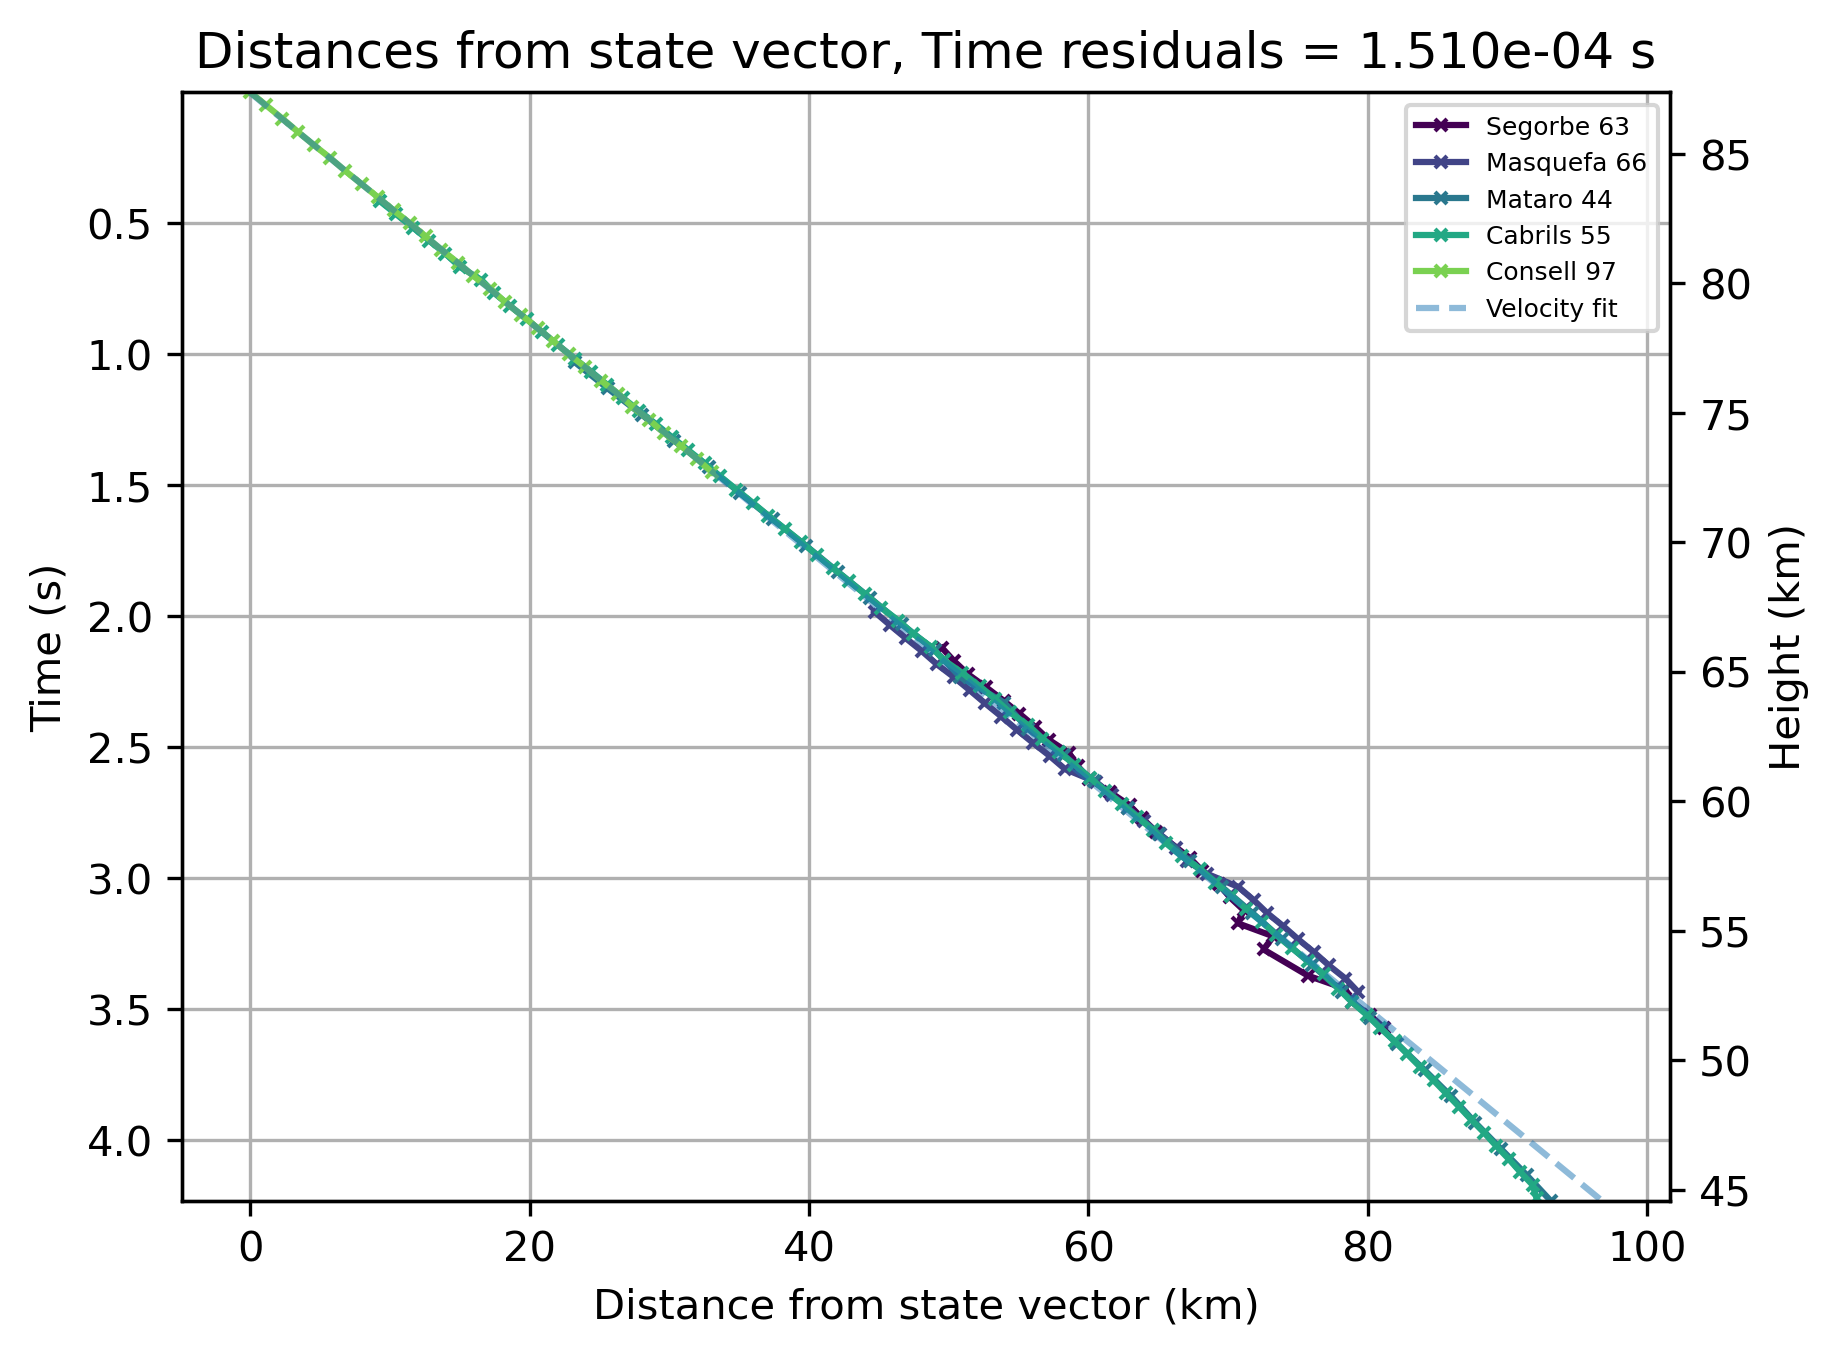 Distances from state vector, Time residuals = 1.510e-04 s
Segorbe 63
Masquefa 66
Mataro 44
Cabrils 55
Consell 97
Velocity fit
Time (s)
0.5
1.0
1.5
2.0
2.5
3.0
3.5
4.0
Height (km)
85
80
75
70
65
60
55
50
45
0 20 40 60 80 100
Distance from state vector (km)